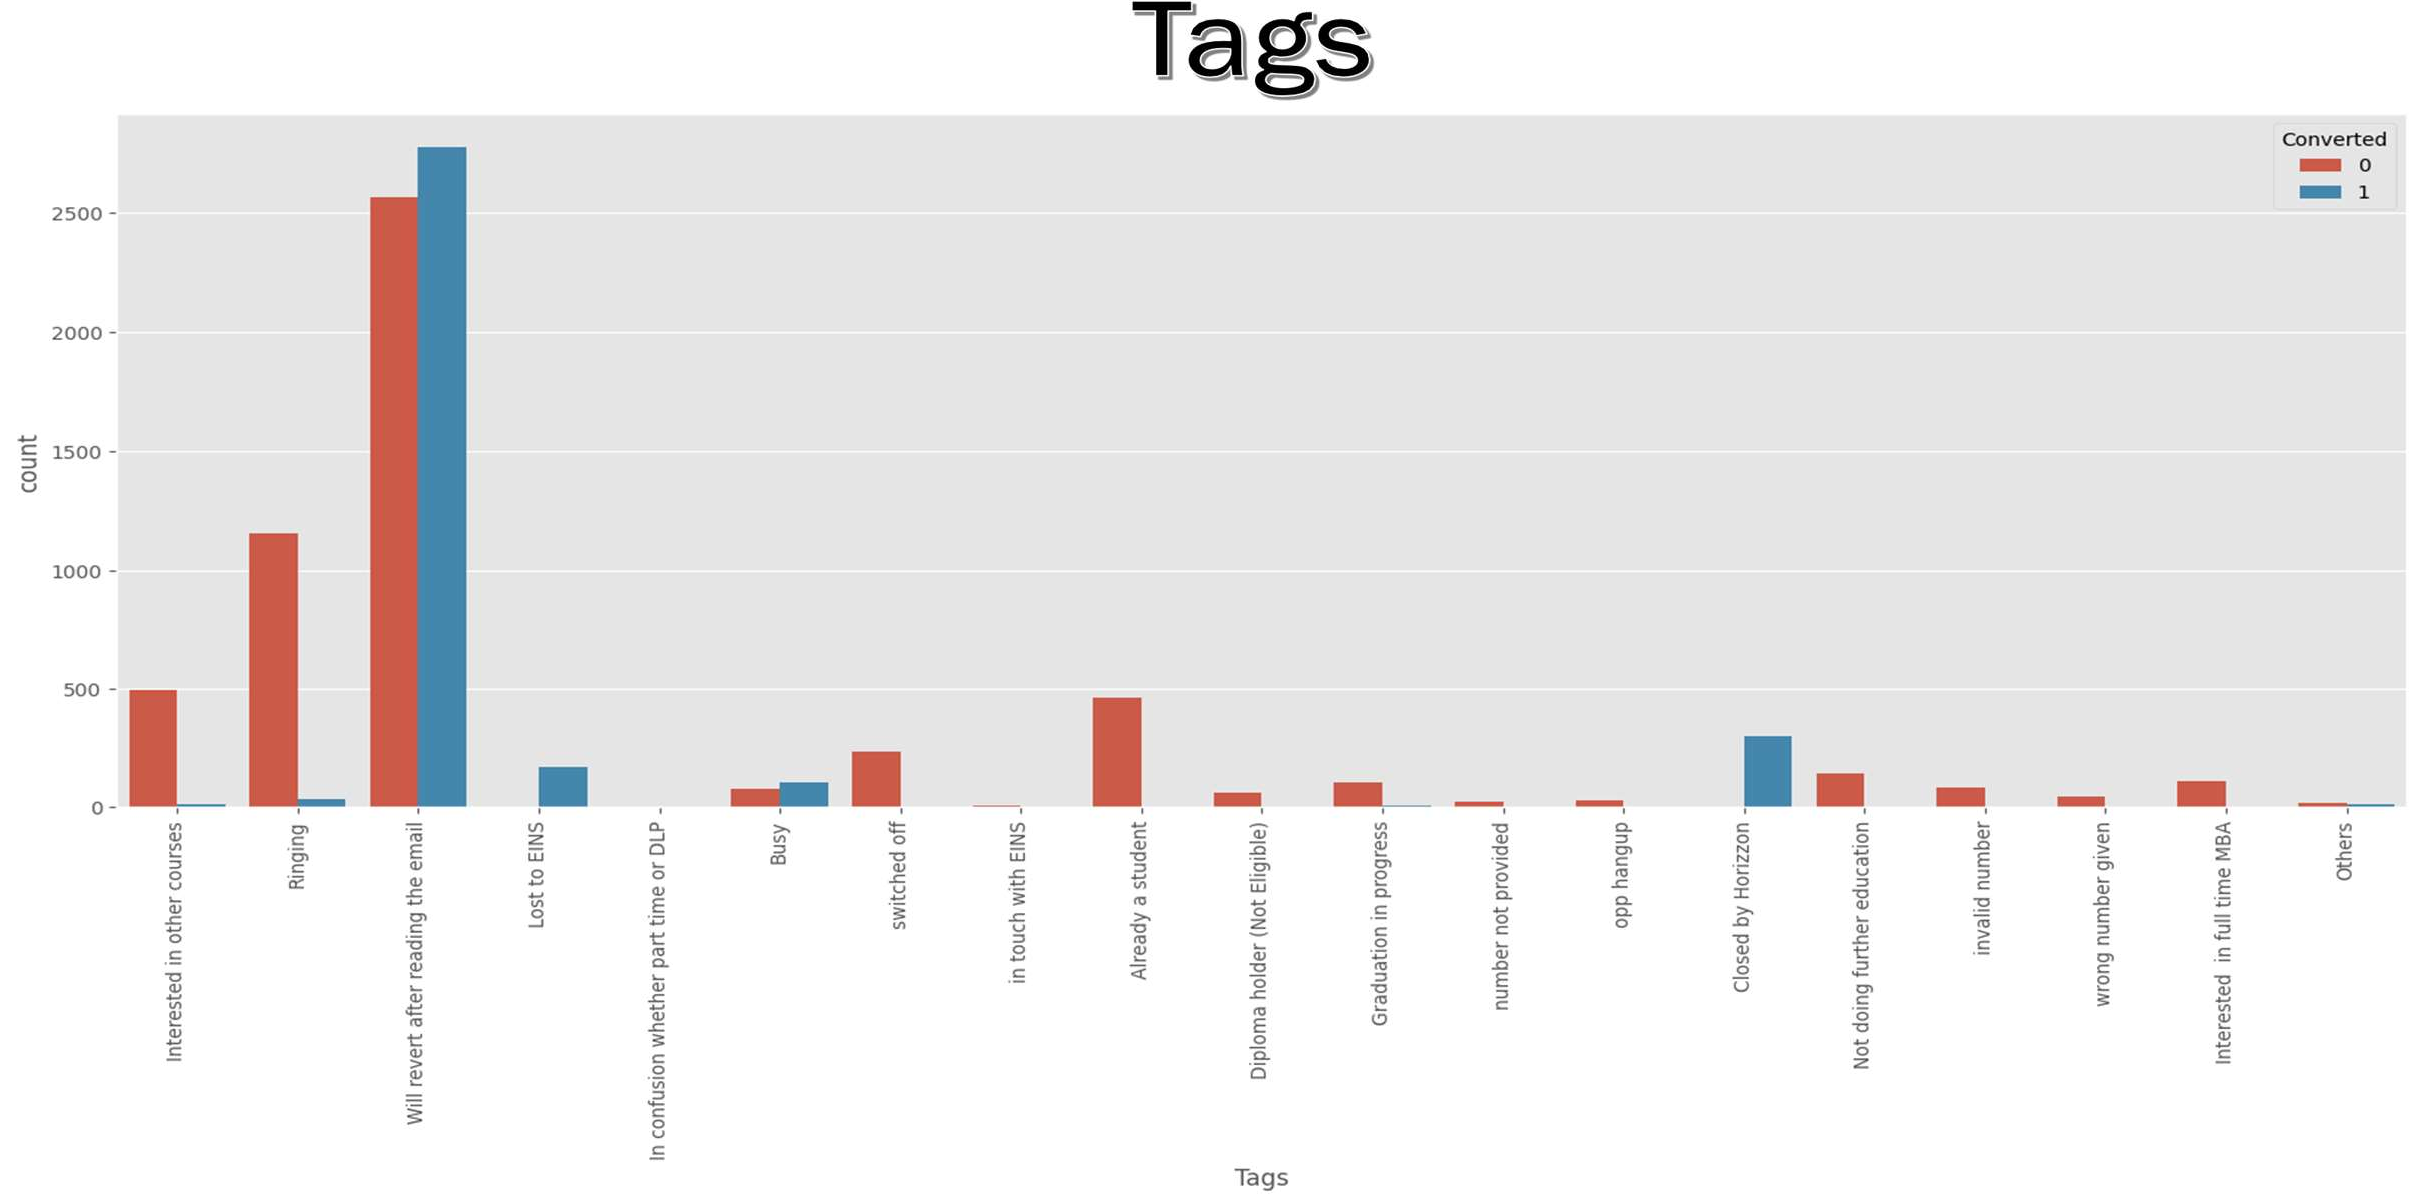 Tags
Converted
0
1
2500
2000
1500
1000
500
0
count
Interested in other courses
Ringing
Will revert after reading the email
Lost to EINS
In confusion whether part time or DLP
Busy
switched off
in touch with EINS
Already a student
Diploma holder (Not Eligible)
Graduation in progress
number not provided
opp hangup
Closed by Horizzon
Not doing further education
invalid number
wrong number given
Interested  in full time MBA
Others
Tags